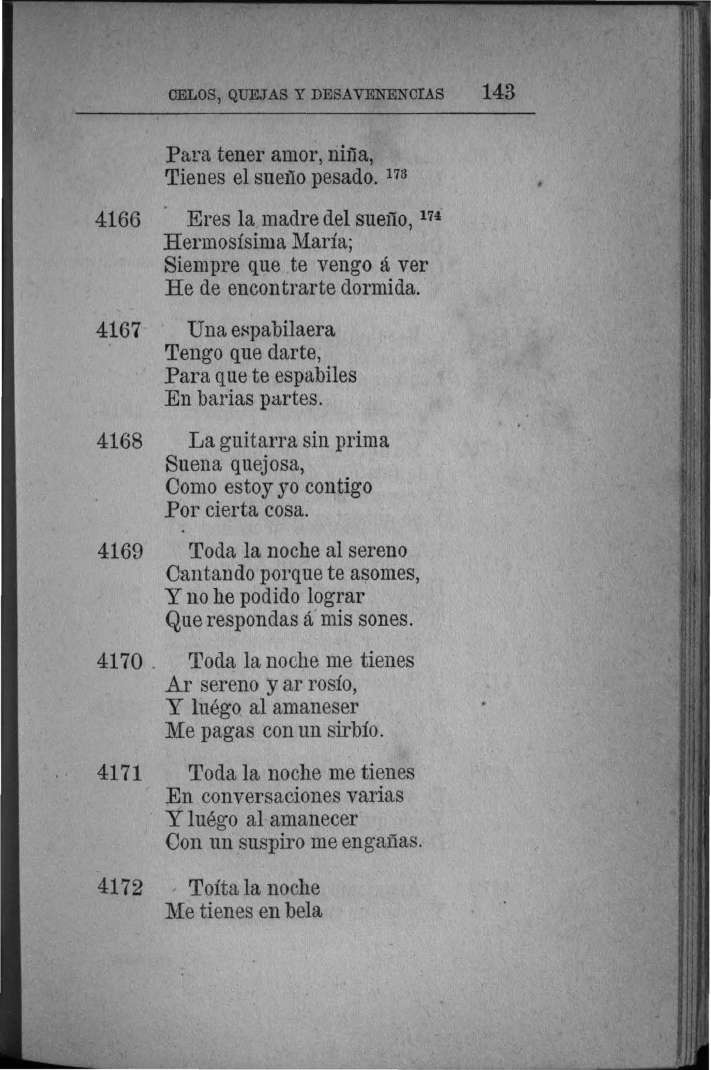 CELOS, QUEJAS Y DESAVENENCIAS 143
Para tener amor, niña,
Tienes el sueño pesado. 173
4166 Eres la madre del sueño, 174
Hermosísima María;
Siempre que te vengo á ver
He de encontrarte dormida.
4167 Una espabilaera
Tengo que darte,
Para que te espabiles
En barias partes.
4168 La guitarra sin prima
Suena quejosa,
Como estoy yo contigo
Por cierta cosa.
4169 Toda la noche al sereno
Cantando porque te asomes,
Y no he podido lograr
Que respondas á mis sones.
4170 Toda la noche me tienes
Ar sereno y ar rosío,
Y luégo al amaneser
Me pagas con un sirbío.
4171 Toda la noche me tienes
En conversaciones varias
Y luégo al amanecer
Con un suspiro me engañas.
4172 Toíta la noche
Me tienes en bela